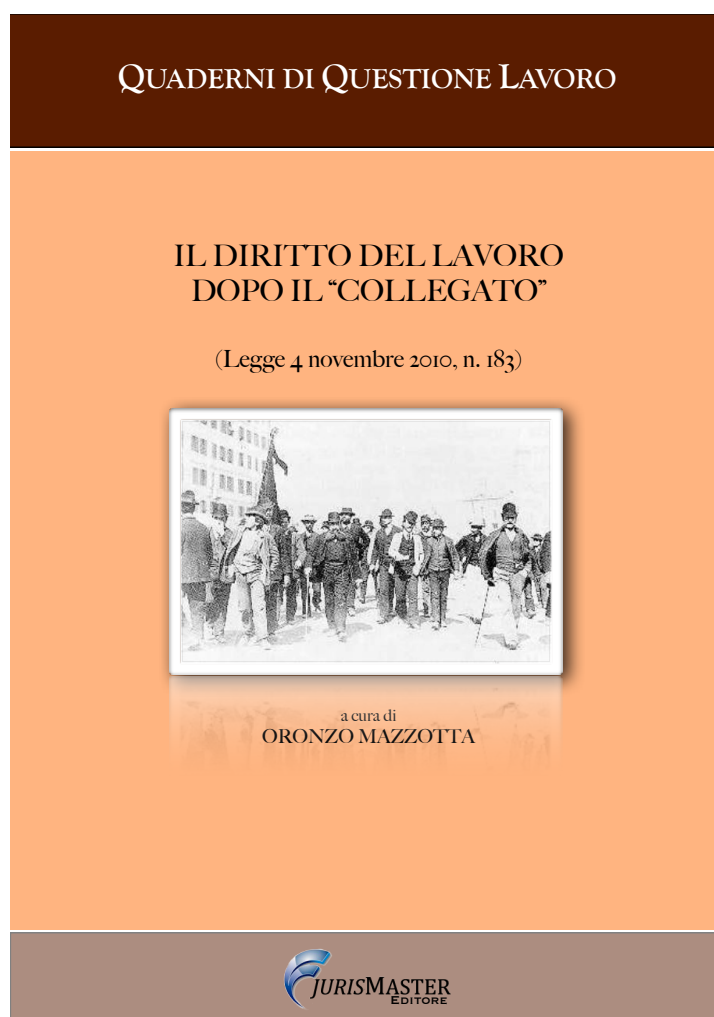 QUADERNI DI QUESTIONE LAVORO
IL DIRITTO DEL LAVORO
DOPO IL “COLLEGATO”
(Legge 4 novembre 2010, n. 183)
a cura di
ORONZO MAZZOTTA
JURISMASTER
EDITORE